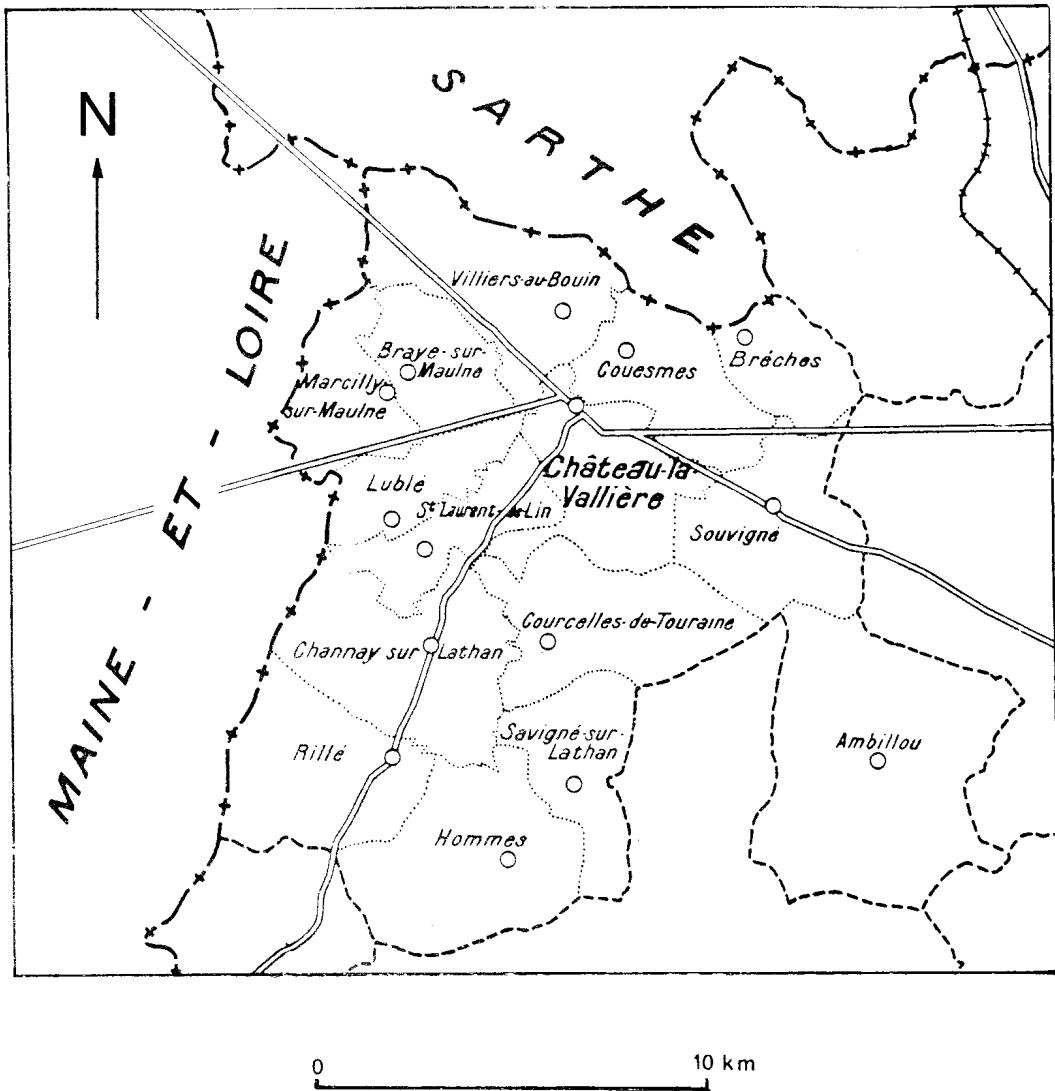 SARTHE
N
MAINE - ET - LOIRE
Villiers-au-Bouin
Braye-sur-
Maulne
Marcilly-
sur-Maulne
Couesmes
Brêches
Château-la-
Vallière
Lublé
St Laurent-de-Lin
Souvigné
Courcelles-de-Touraine
Channay sur Lathan
Savigné-sur-
Lathan
Rillé
Ambillou
Hommes
0
10 km